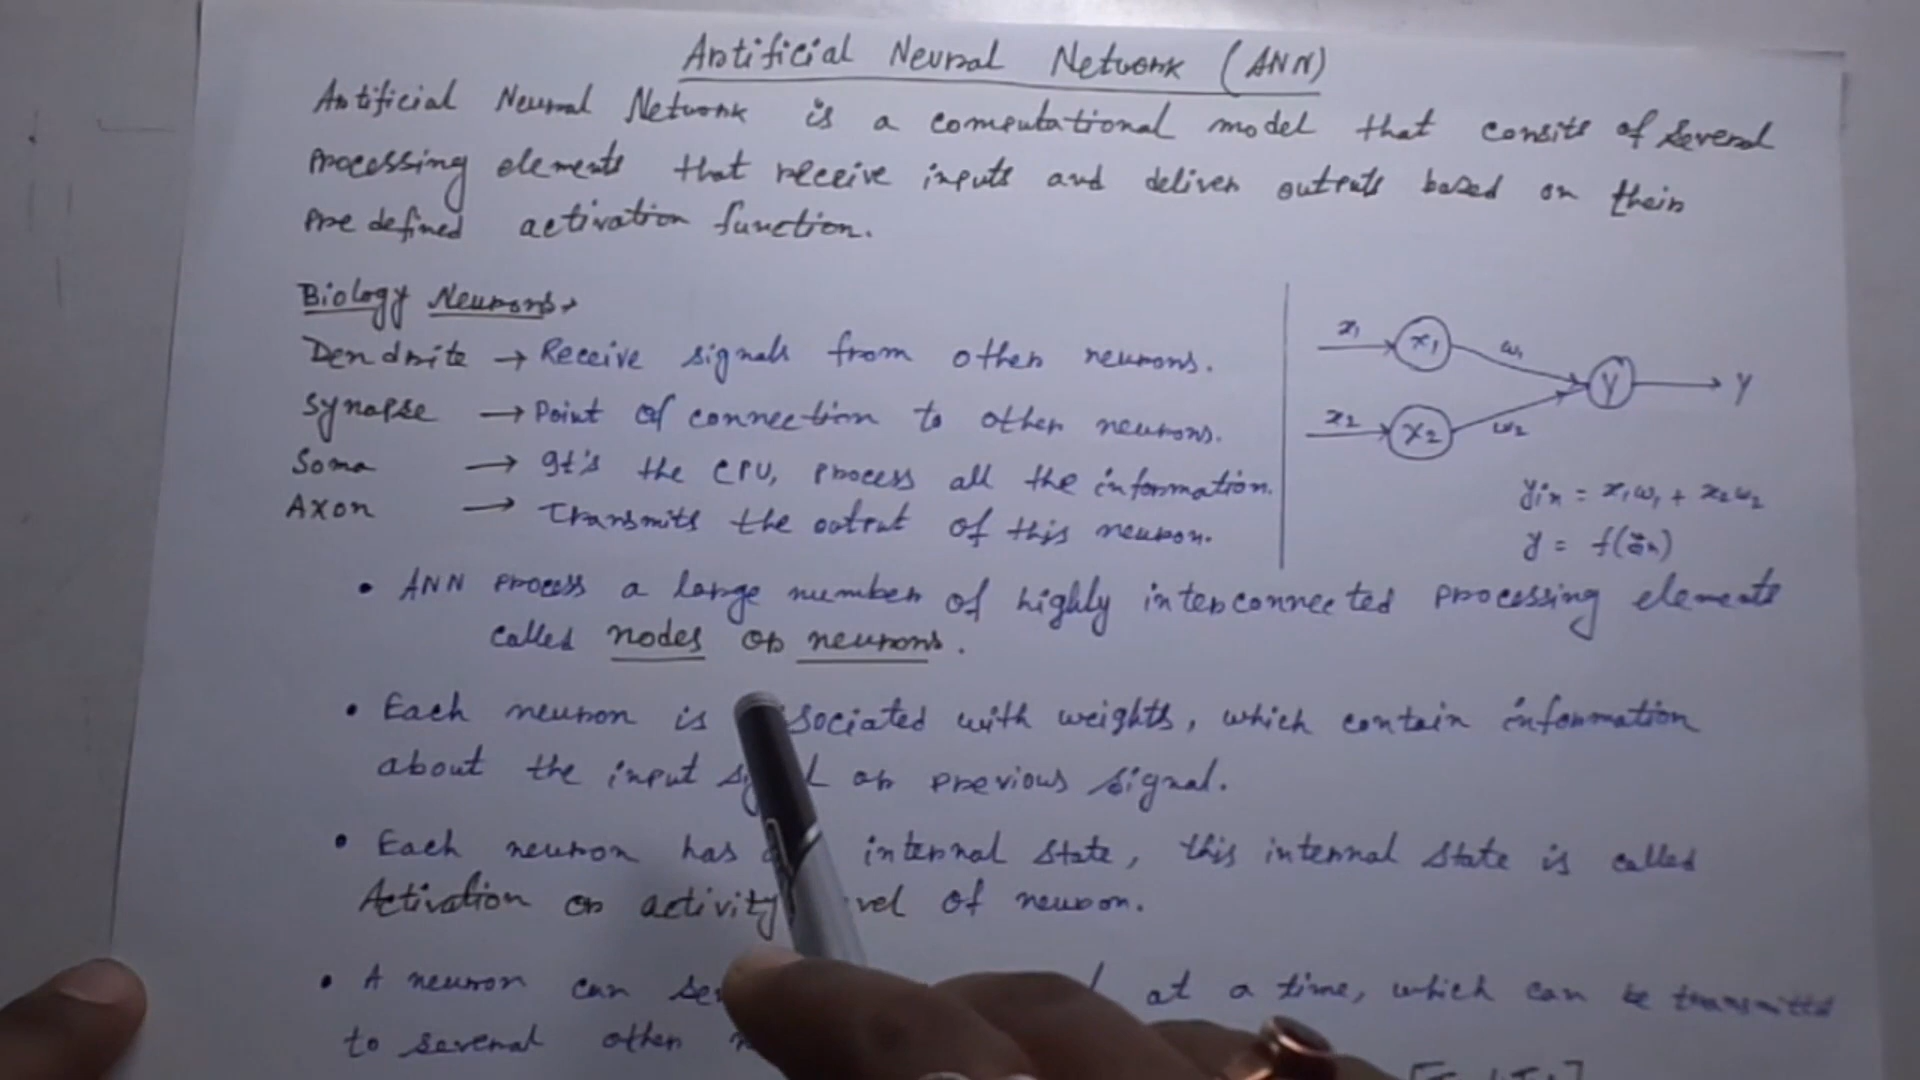 Artificial Neural Network (ANN)
Artificial Neural Network is a computational model that consits of several
Processing elements that receive inputs and deliver outputs based on their
Pre defined activation function.
Biology Neurons,
Dendrite → Receive signals from other neurons.
Synapse → Point of connection to other neurons.
Soma → It's the CPU, Process all the information.
Axon → Transmits the output of this neuron.
x1 X1 w1
Y → y
x2 X2 w2
yin = x1w1 + x2w2
y = f(yin)
• ANN Process a large number of highly interconnected processing elements
called nodes or neurons.
• Each neuron is sociated with weights, which contain information
about the input or previous signal.
• Each neuron has internal state, this internal state is called
Activation or activity vel of neuron.
• A neuron can at a time, which can be transmitted
to several other